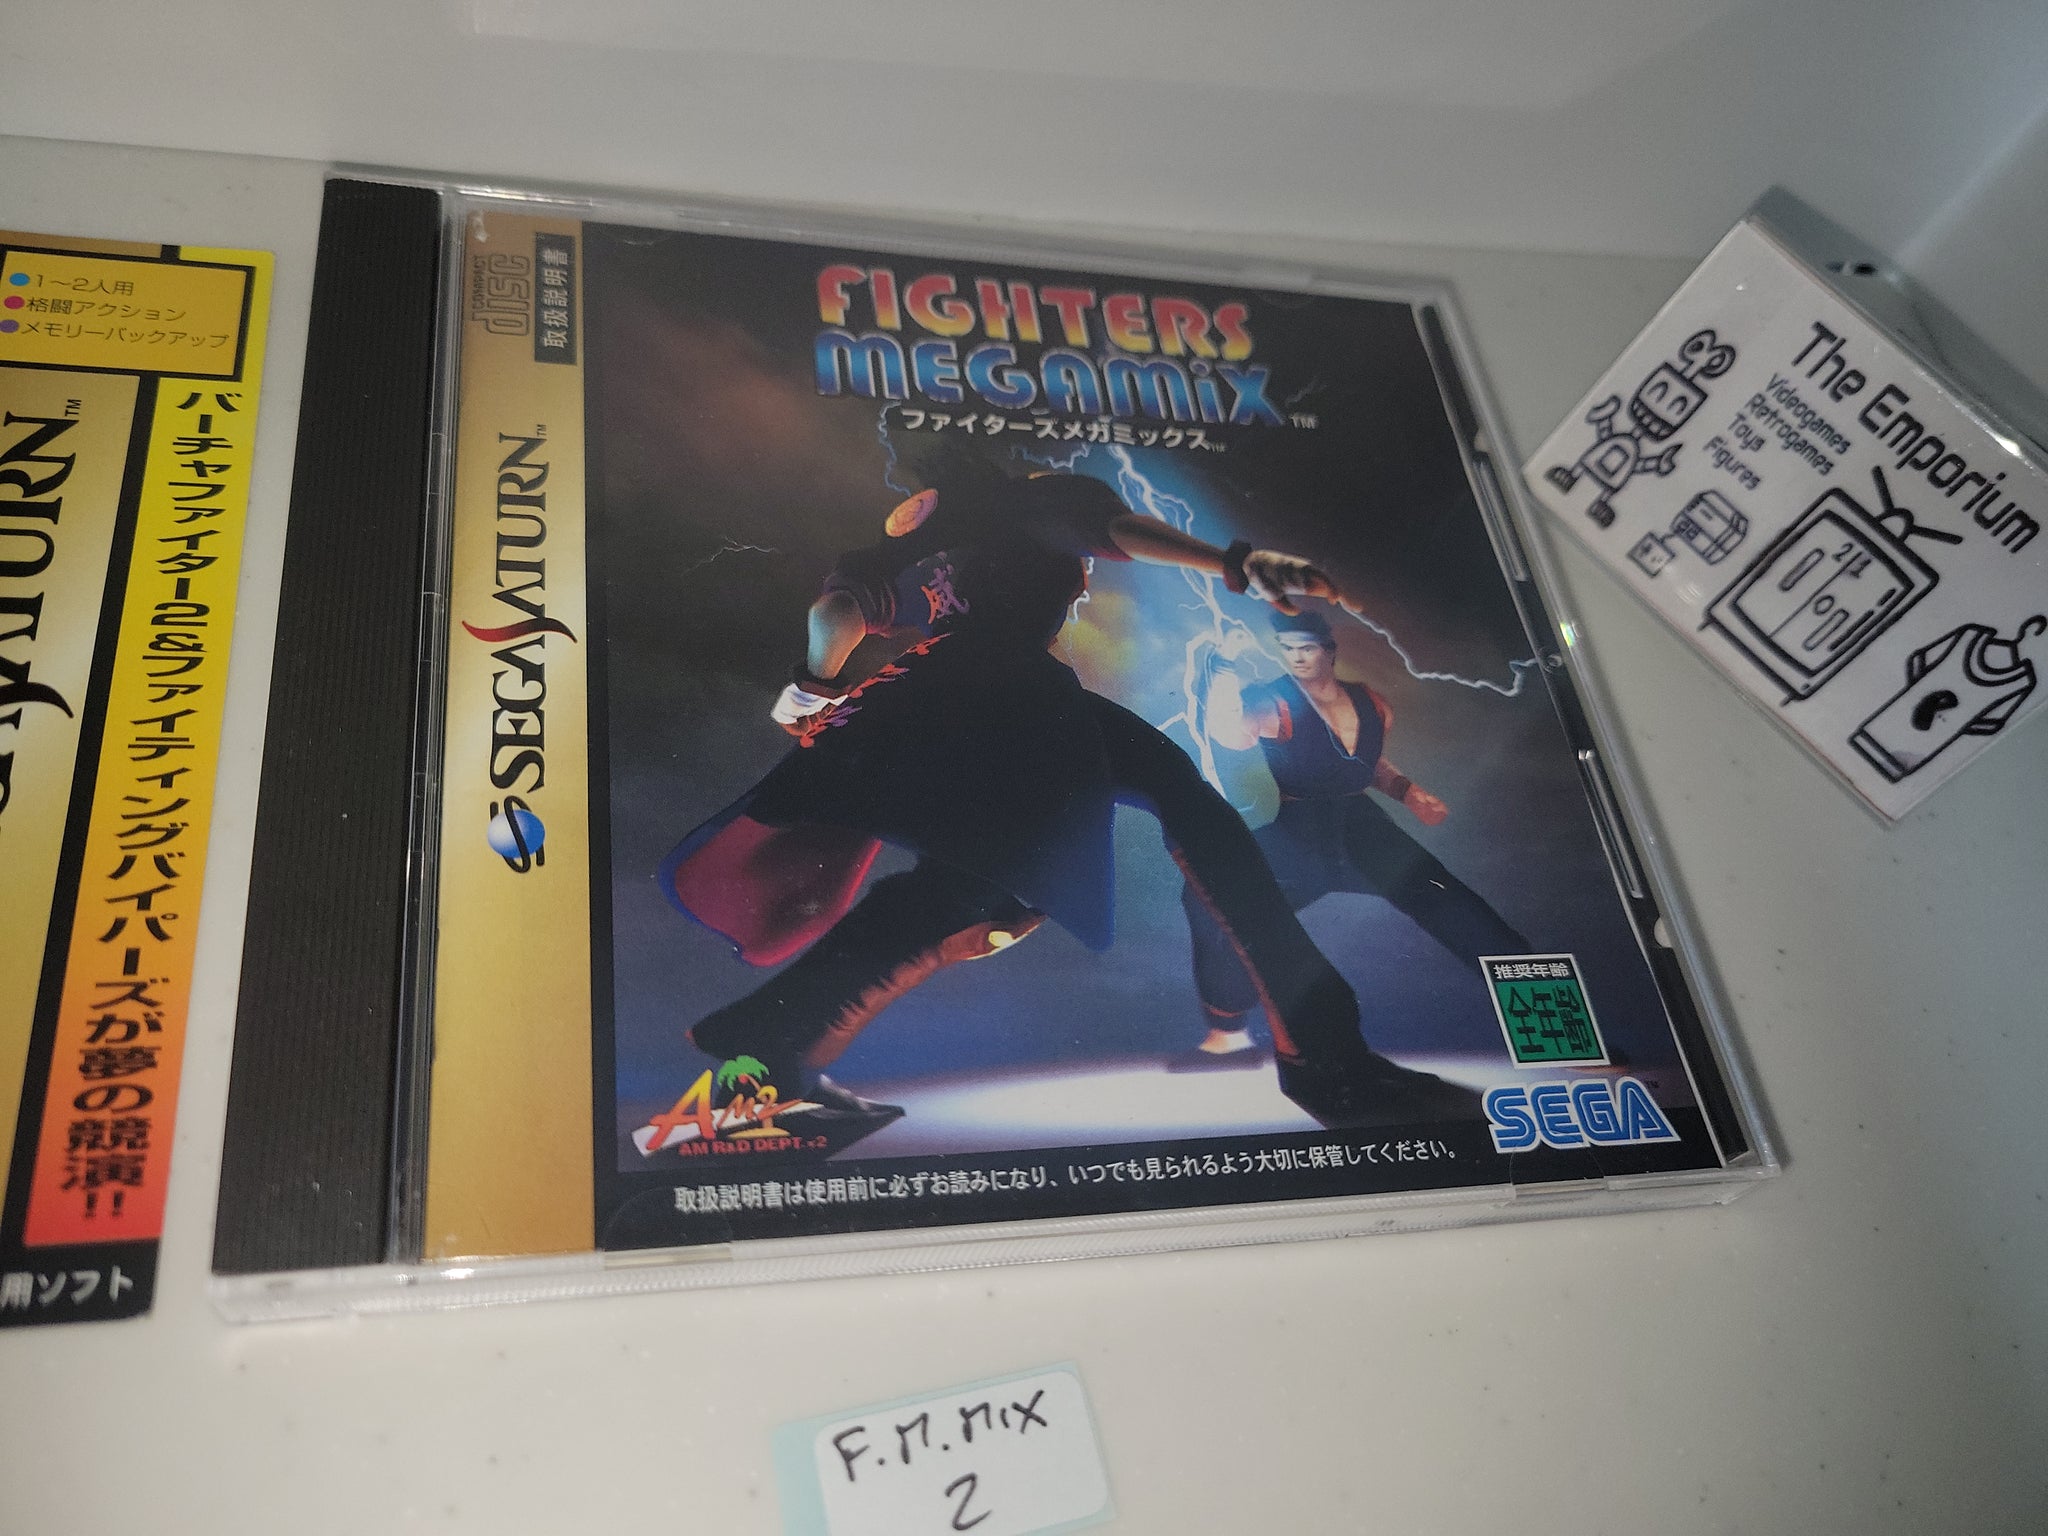 1〜2人用
格闘アクション
メモリーバックアップ
TM
バーチャファイター2&ファイティングバイパーズが夢の競演!!
用ソフト
COMPACT
disc
取扱説明書
SEGA SATURN TM
FIGHTERS
MEGAMiX TM
ファイターズメガミックス TM
威
推奨年齢
全年齢
AM2
AM R&D DEPT.#2
SEGA TM
取扱説明書は使用前に必ずお読みになり、いつでも見られるよう大切に保管してください。
The Emporium
Videogames
Retrogames
Toys
Figures
F.M.MIX
2